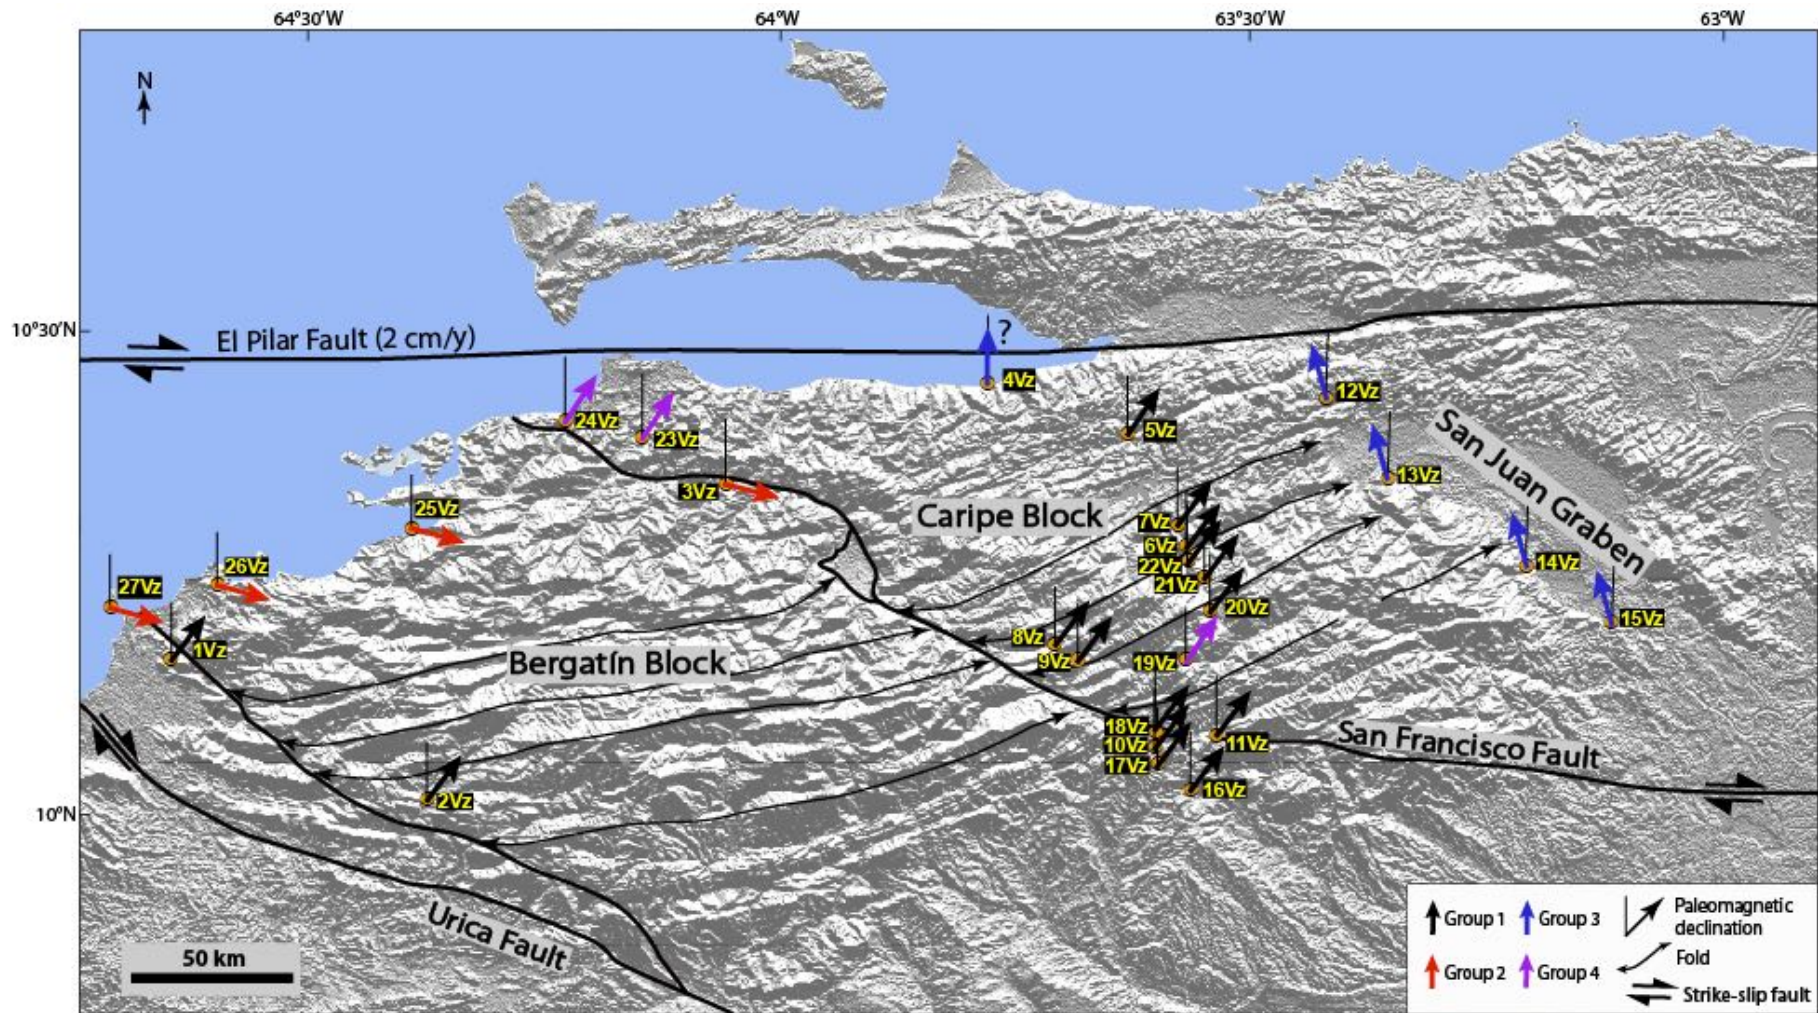 64°30'W
64°W
63°30'W
63°W
N
10°30'N
El Pilar Fault (2 cm/y)
?
4Vz
12Vz
24Vz
23Vz
5Vz
San Juan Graben
3Vz
13Vz
25Vz
Caripe Block
7Vz
6Vz
22Vz
14Vz
26Vz
21Vz
27Vz
20Vz
15Vz
8Vz
1Vz
9Vz
19Vz
Bergatín Block
18Vz
10Vz
11Vz
San Francisco Fault
17Vz
16Vz
2Vz
10°N
Urica Fault
50 km
Group 1
Group 3
Paleomagnetic
declination
Fold
Group 2
Group 4
Strike-slip fault